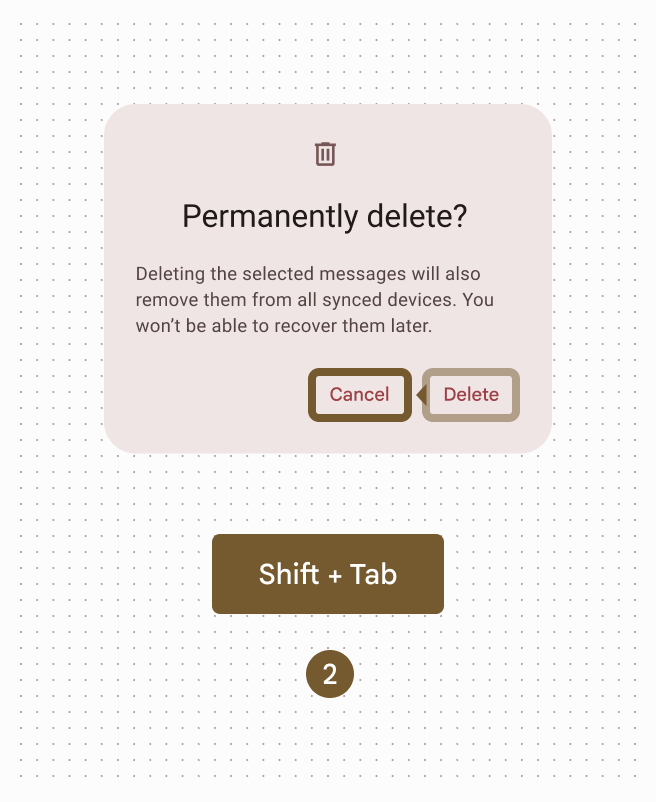 Permanently delete?
Deleting the selected messages will also
remove them from all synced devices. You
won’t be able to recover them later.
Cancel
Delete
Shift + Tab
2